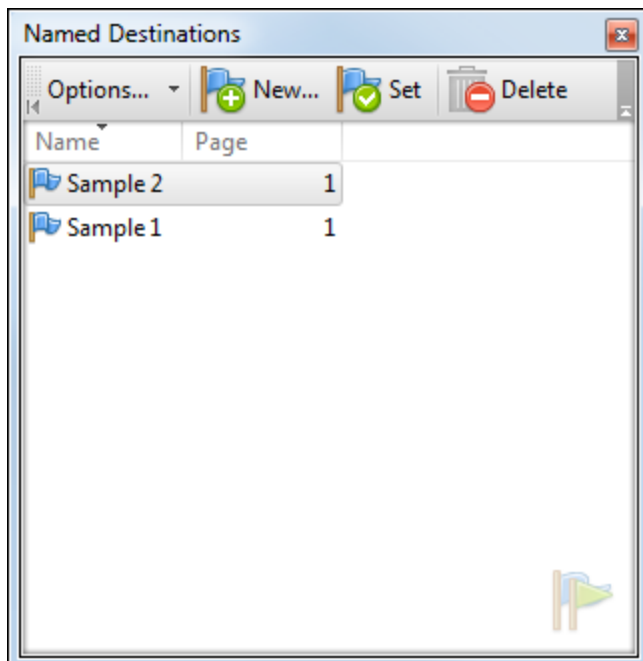 Named Destinations
Options... New... Set Delete
Name Page
Sample 2 1
Sample 1 1